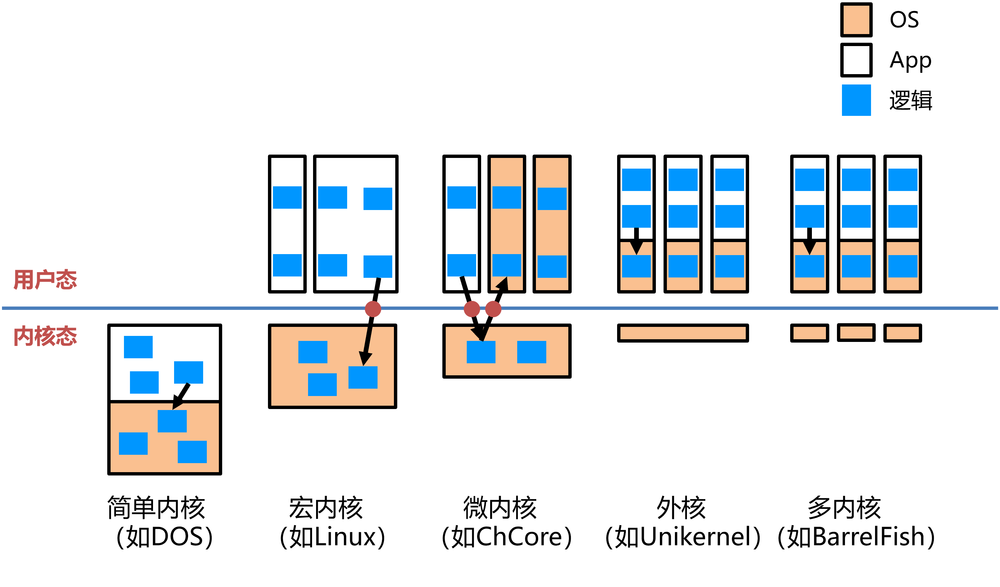 OS
App
逻辑
用户态
内核态
简单内核
（如DOS）
宏内核
（如Linux）
微内核
（如ChCore）
外核
（如Unikernel）
多内核
（如BarrelFish）